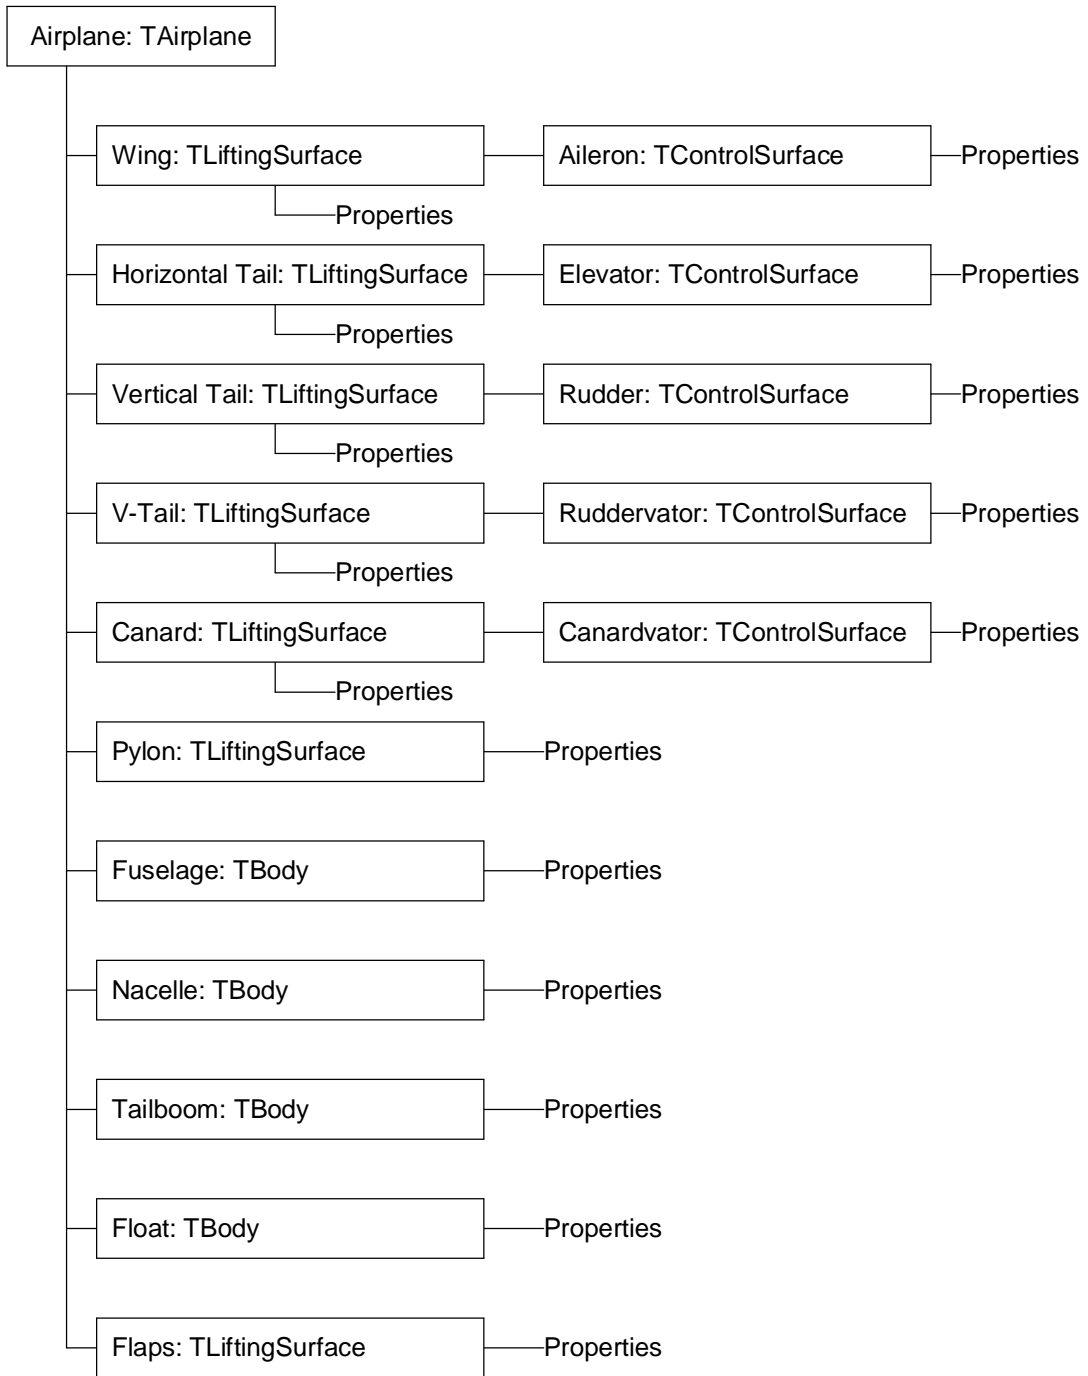 Airplane: TAirplane
Wing: TLiftingSurface
Aileron: TControlSurface
Properties
Properties
Horizontal Tail: TLiftingSurface
Elevator: TControlSurface
Properties
Properties
Vertical Tail: TLiftingSurface
Rudder: TControlSurface
Properties
Properties
V-Tail: TLiftingSurface
Ruddervator: TControlSurface
Properties
Properties
Canard: TLiftingSurface
Canardvator: TControlSurface
Properties
Properties
Pylon: TLiftingSurface
Properties
Fuselage: TBody
Properties
Nacelle: TBody
Properties
Tailboom: TBody
Properties
Float: TBody
Properties
Flaps: TLiftingSurface
Properties